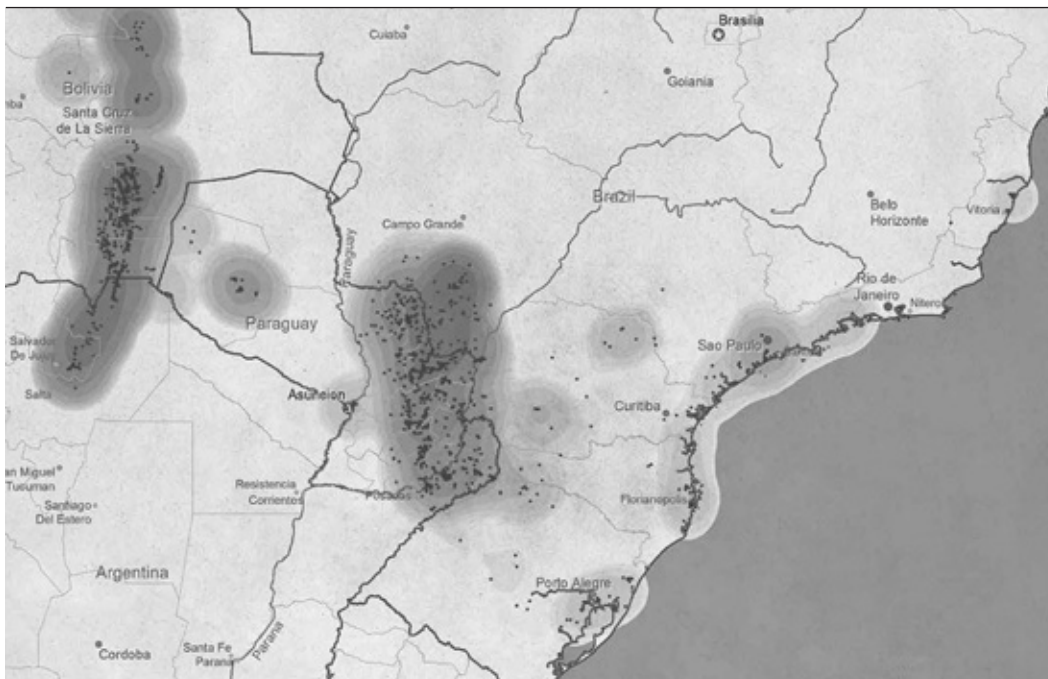 Brasilia
Cuiaba
Goiania
Bolivia
mba
Santa Cruz
de La Sierra
Brazil
Belo
Horizonte
Vitoria
Campo Grande
Paraguay
Rio de
Janeiro
Niteroi
Paraguay
Salvador
De Jujuy
Sao Paulo
Salta
Asuncion
Curitiba
an Miguel
Tucuman
Resistencia
Corrientes
Posadas
Florianopolis
Santiago
Del Estero
Argentina
Porto Alegre
Cordoba
Santa Fe
Parana
Parana